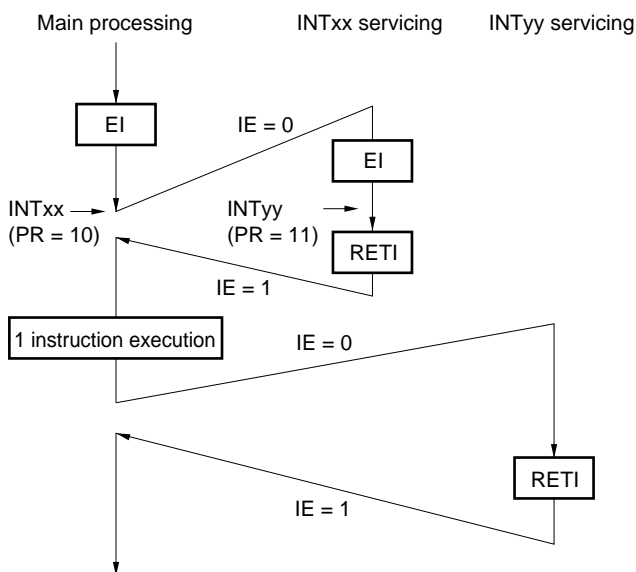 Main processing INTxx servicing INTyy servicing
EI
IE = 0
EI
INTxx
(PR = 10)
INTyy
(PR = 11)
RETI
IE = 1
1 instruction execution
IE = 0
RETI
IE = 1